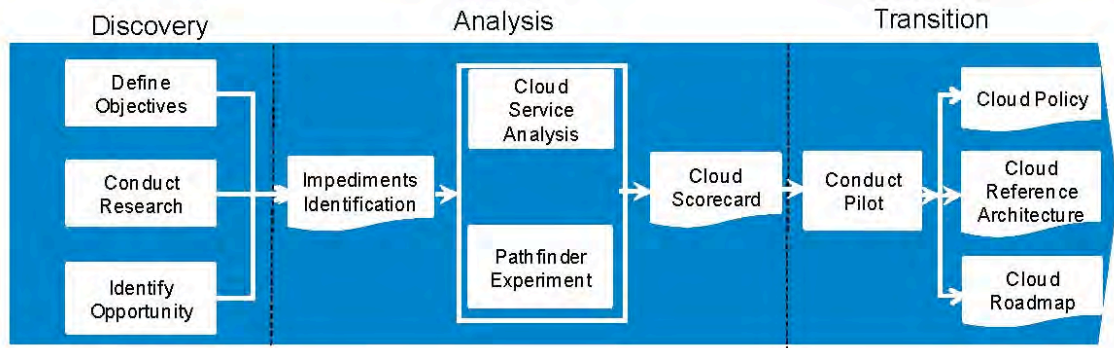 Discovery
Analysis
Transition
Define
Objectives
Conduct
Research
Identify
Opportunity
Impediments
Identification
Cloud
Service
Analysis
Pathfinder
Experiment
Cloud
Scorecard
Conduct
Pilot
Cloud Policy
Cloud
Reference
Architecture
Cloud
Roadmap